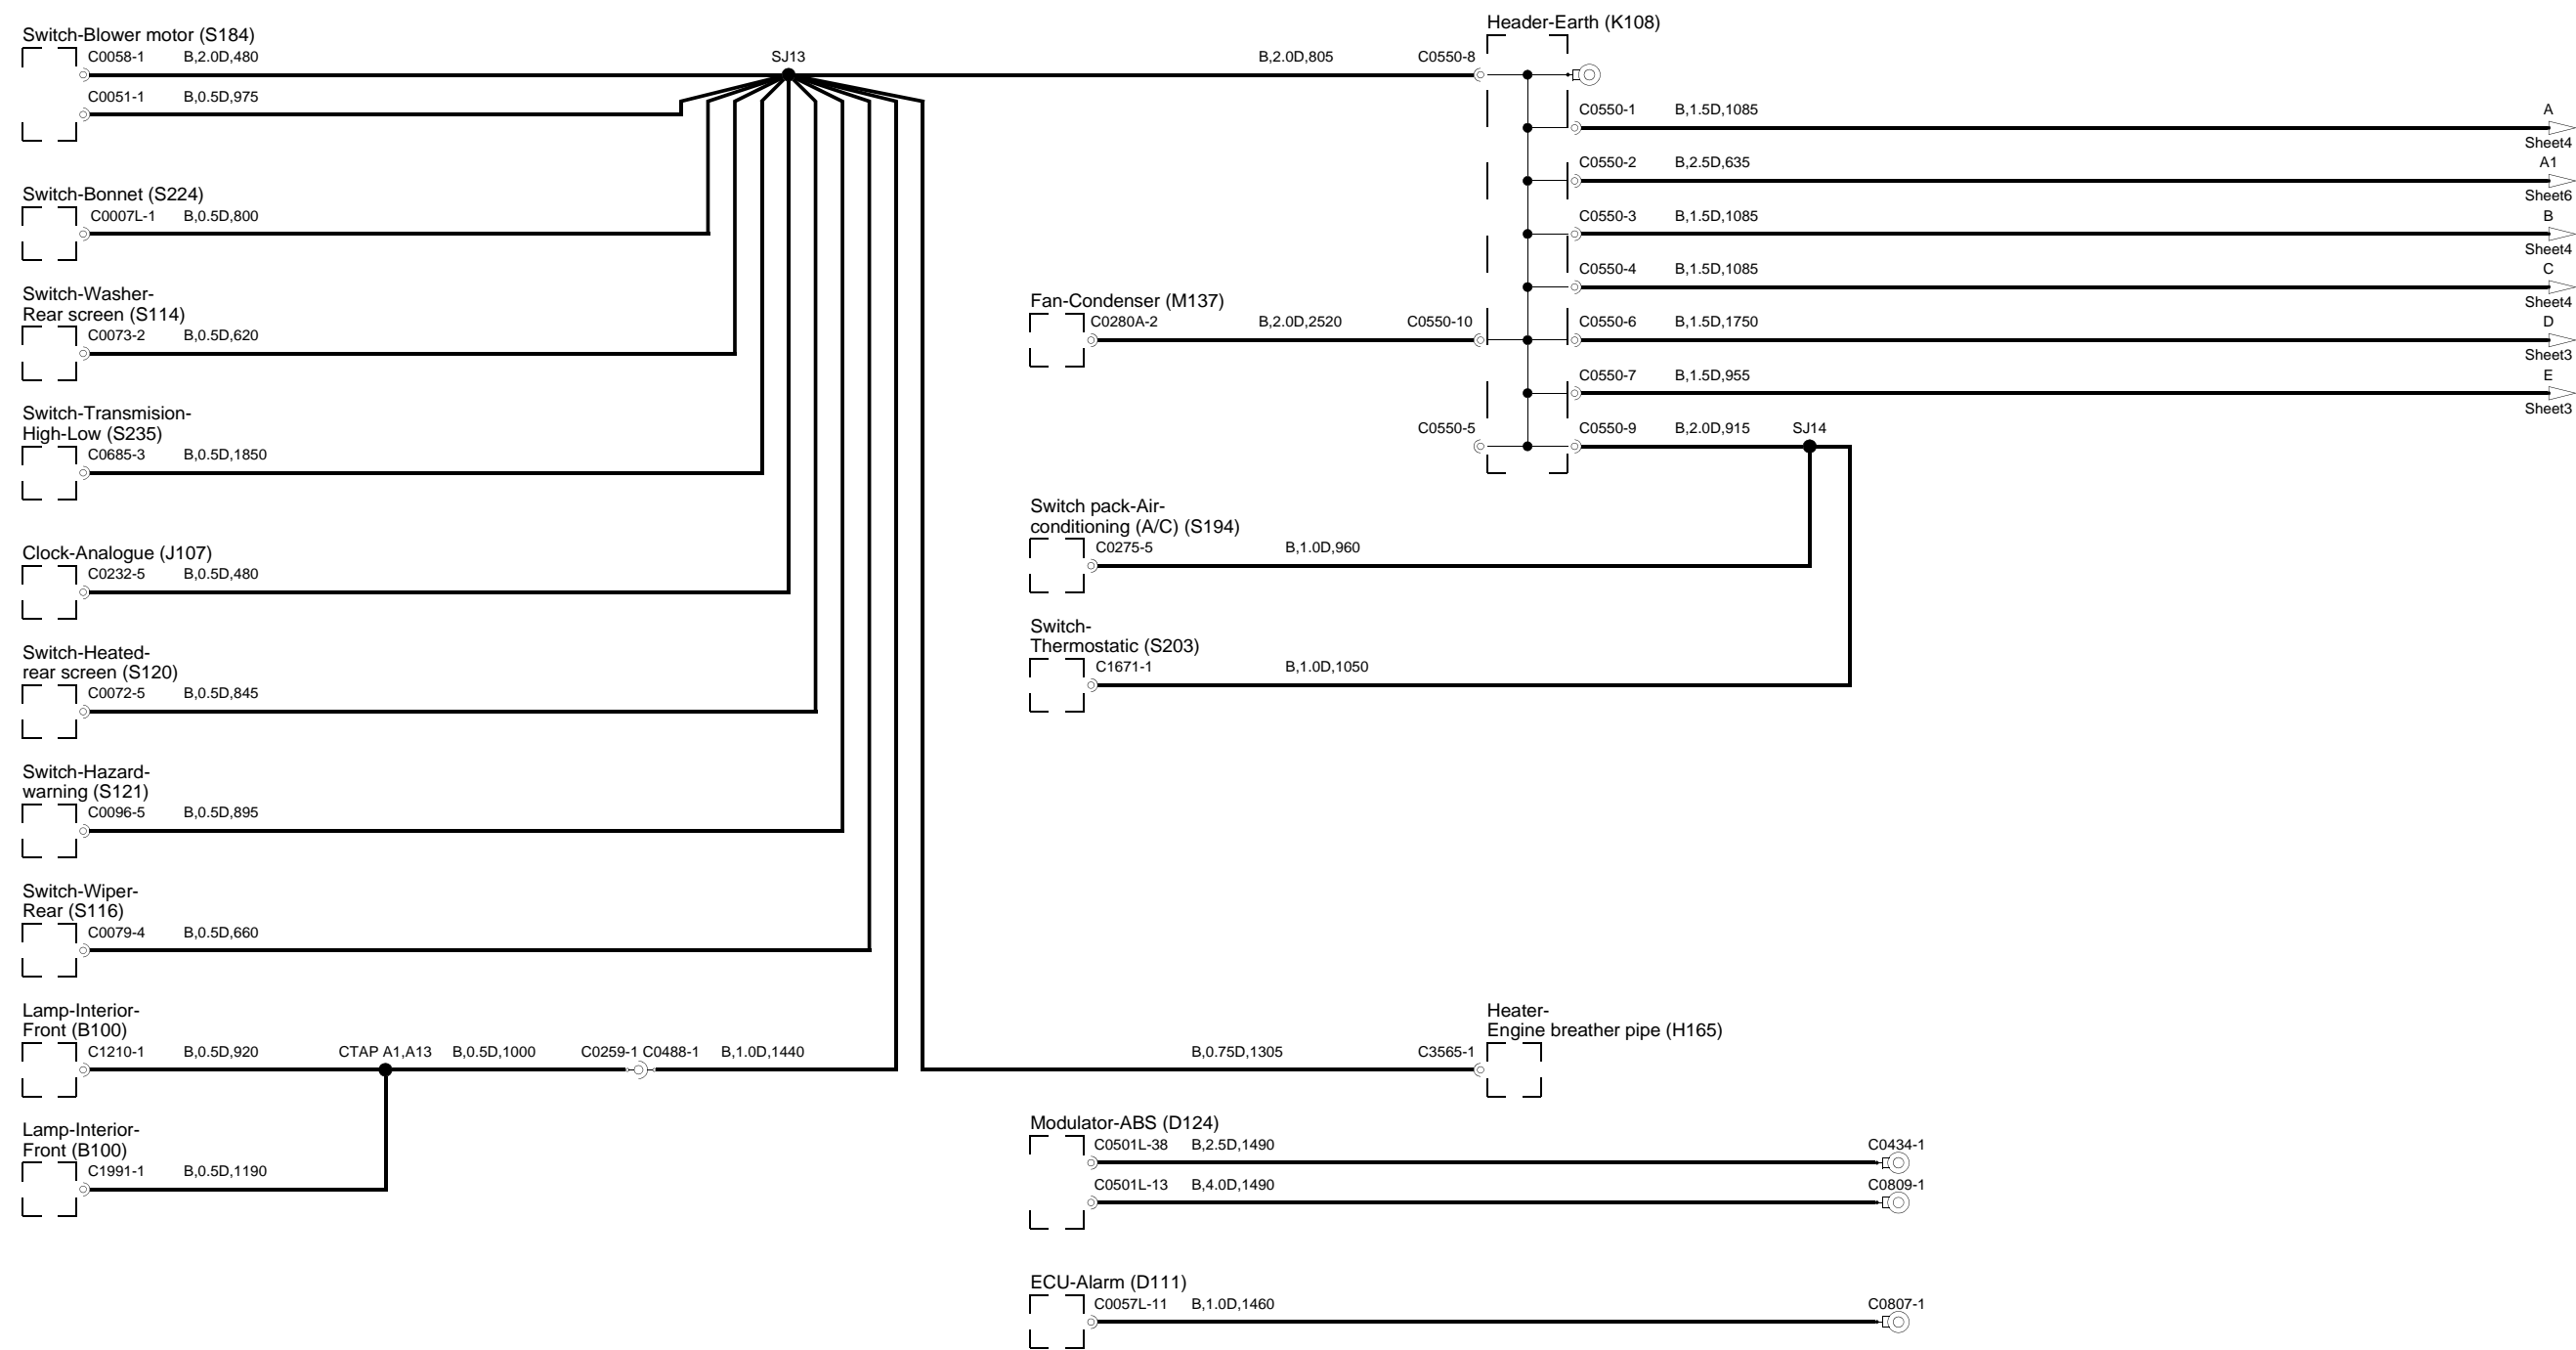 Switch-Blower motor (S184)
C0058-1 B,2.0D,480
C0051-1 B,0.5D,975
SJ13
B,2.0D,805 C0550-8
Header-Earth (K108)
Switch-Bonnet (S224)
C0007L-1 B,0.5D,800
Switch-Washer-
Rear screen (S114)
C0073-2 B,0.5D,620
Switch-Transmision-
High-Low (S235)
C0685-3 B,0.5D,1850
Clock-Analogue (J107)
C0232-5 B,0.5D,480
Switch-Heated-
rear screen (S120)
C0072-5 B,0.5D,845
Switch-Hazard-
warning (S121)
C0096-5 B,0.5D,895
Switch-Wiper-
Rear (S116)
C0079-4 B,0.5D,660
Lamp-Interior-
Front (B100)
C1210-1 B,0.5D,920 CTAP A1,A13 B,0.5D,1000 C0259-1 C0488-1 B,1.0D,1440
Lamp-Interior-
Front (B100)
C1991-1 B,0.5D,1190
C0550-1 B,1.5D,1085 A
Sheet4
C0550-2 B,2.5D,635 A1
Sheet6
C0550-3 B,1.5D,1085 B
Sheet4
C0550-4 B,1.5D,1085 C
Sheet4
Fan-Condenser (M137)
C0280A-2 B,2.0D,2520 C0550-10
C0550-6 B,1.5D,1750 D
Sheet3
C0550-7 B,1.5D,955 E
Sheet3
C0550-5
C0550-9 B,2.0D,915 SJ14
Switch pack-Air-
conditioning (A/C) (S194)
C0275-5 B,1.0D,960
Switch-
Thermostatic (S203)
C1671-1 B,1.0D,1050
Heater-
Engine breather pipe (H165)
B,0.75D,1305 C3565-1
Modulator-ABS (D124)
C0501L-38 B,2.5D,1490 C0434-1
C0501L-13 B,4.0D,1490 C0809-1
ECU-Alarm (D111)
C0057L-11 B,1.0D,1460 C0807-1